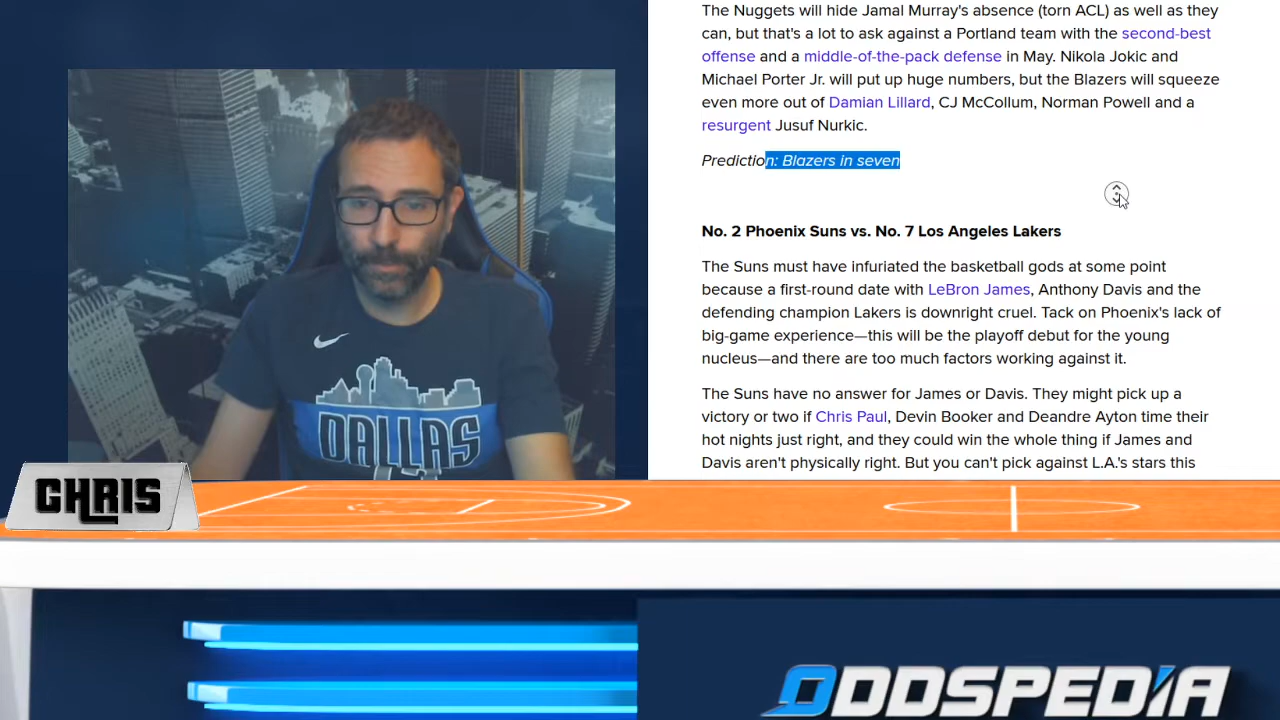 The Nuggets will hide Jamal Murray's absence (torn ACL) as well as they
can, but that's a lot to ask against a Portland team with the second-best
offense and a middle-of-the-pack defense in May. Nikola Jokic and
Michael Porter Jr. will put up huge numbers, but the Blazers will squeeze
even more out of Damian Lillard, CJ McCollum, Norman Powell and a
resurgent Jusuf Nurkic.
Prediction: Blazers in seven
No. 2 Phoenix Suns vs. No. 7 Los Angeles Lakers
The Suns must have infuriated the basketball gods at some point
because a first-round date with LeBron James, Anthony Davis and the
defending champion Lakers is downright cruel. Tack on Phoenix's lack of
big-game experience—this will be the playoff debut for the young
nucleus—and there are too much factors working against it.
The Suns have no answer for James or Davis. They might pick up a
victory or two if Chris Paul, Devin Booker and Deandre Ayton time their
hot nights just right, and they could win the whole thing if James and
Davis aren't physically right. But you can't pick against L.A.'s stars this
DALLAS
CHRIS
ODDSPEDIA